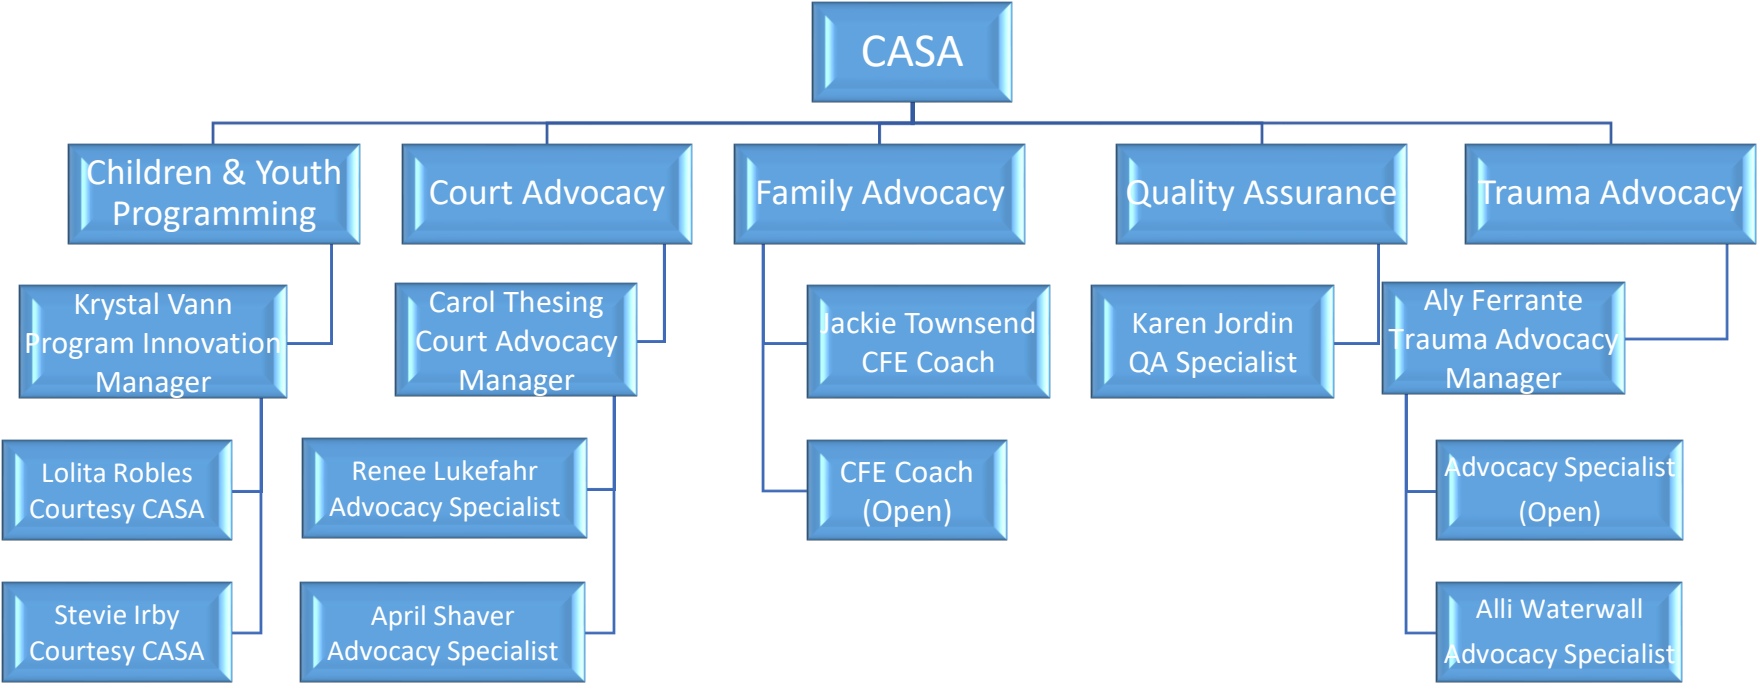 CASA
Children & Youth
Programming
Court Advocacy
Family Advocacy
Quality Assurance
Trauma Advocacy
Krystal Vann
Program Innovation
Manager
Carol Thesing
Court Advocacy
Manager
Jackie Townsend
CFE Coach
Karen Jordin
QA Specialist
Aly Ferrante
Trauma Advocacy
Manager
Lolita Robles
Courtesy CASA
Renee Lukefahr
Advocacy Specialist
CFE Coach
(Open)
Advocacy Specialist
(Open)
Stevie Irby
Courtesy CASA
April Shaver
Advocacy Specialist
Alli Waterwall
Advocacy Specialist